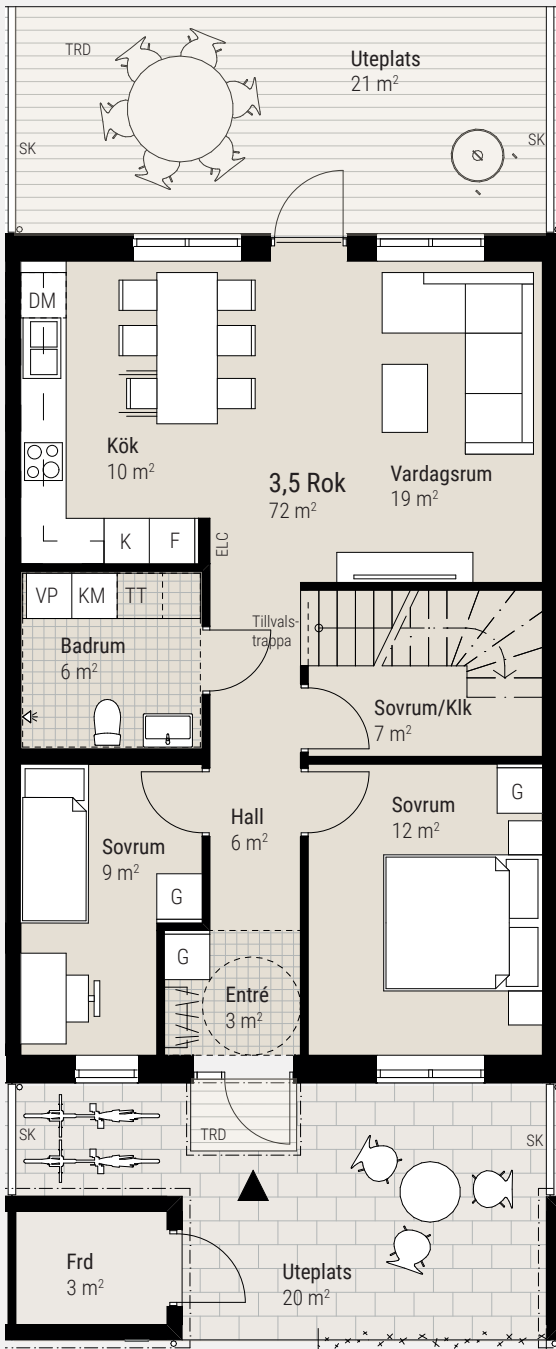 TRD
Uteplats
21 m²
SK
SK
DM
Kök
10 m²
3,5 Rok
72 m²
Vardagsrum
19 m²
K
F
ELC
VP
KM
TT
Tillvals-
trappa
Badrum
6 m²
Sovrum/Klk
7 m²
G
Hall
6 m²
Sovrum
12 m²
Sovrum
9 m²
G
G
Entré
3 m²
SK
TRD
SK
Frd
3 m²
Uteplats
20 m²